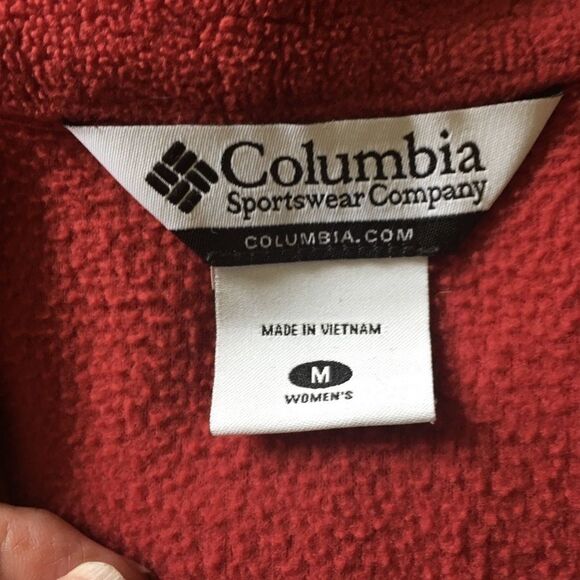 Columbia
Sportswear Company
COLUMBIA.COM
MADE IN VIETNAM
M
WOMEN'S